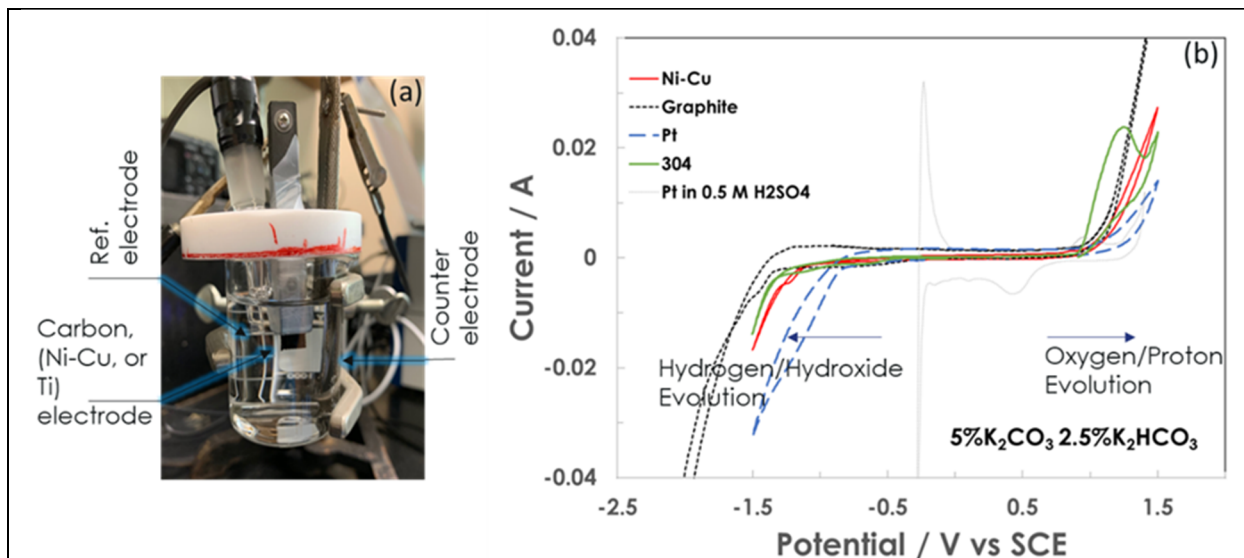 (a)
Ref.
electrode
Carbon,
(Ni-Cu, or
Ti)
electrode
Counter
electrode
(b)
Current / A
0.04
0.02
0
-0.02
-0.04
Ni-Cu
Graphite
Pt
304
Pt in 0.5 M H2SO4
Hydrogen/Hydroxide
Evolution
Oxygen/Proton
Evolution
5%K₂CO₃ 2.5%K₂HCO₃
-2.5
-1.5
-0.5
0.5
1.5
Potential / V vs SCE